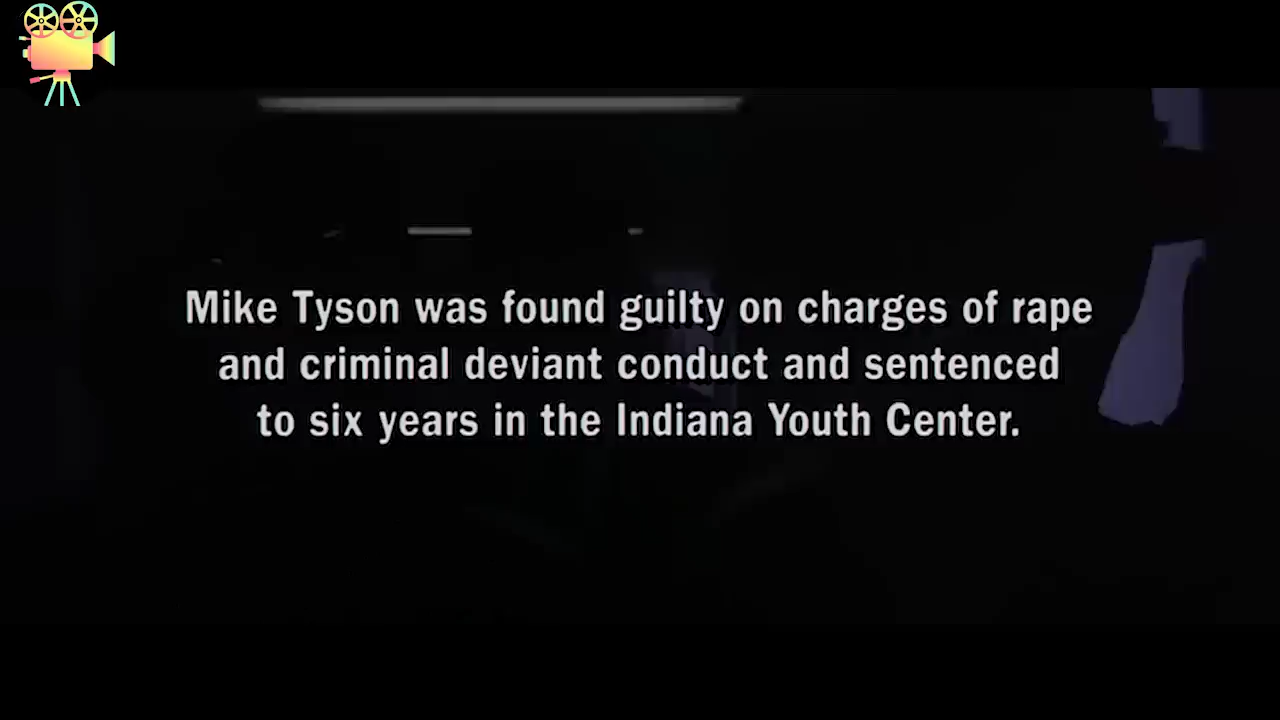 Mike Tyson was found guilty on charges of rape
and criminal deviant conduct and sentenced
to six years in the Indiana Youth Center.